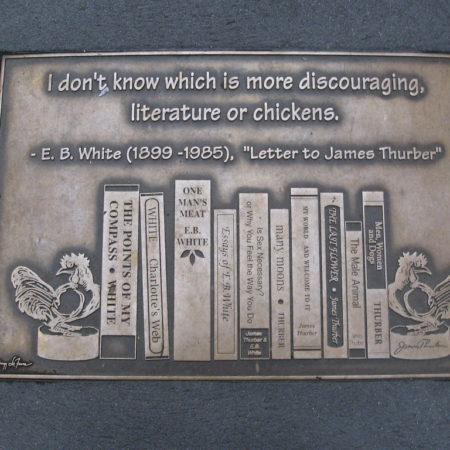 I don't know which is more discouraging,
literature or chickens.
- E. B. White (1899 -1985), "Letter to James Thurber"
THE POINTS OF MY
COMPASS • WHITE
WHITE Charlotte's Web
ONE
MAN'S
MEAT
E.B.
WHITE
Essays of E.B. White
Is Sex Necessary?
or Why You Feel the Way You Do
James
Thurber &
E.B.
White
many moons • THURBER
MY WORLD - AND WELCOME TO IT
James
Thurber
THE LAST FLOWER • James Thurber
The Male Animal
Men, Women
and Dogs
THURBER